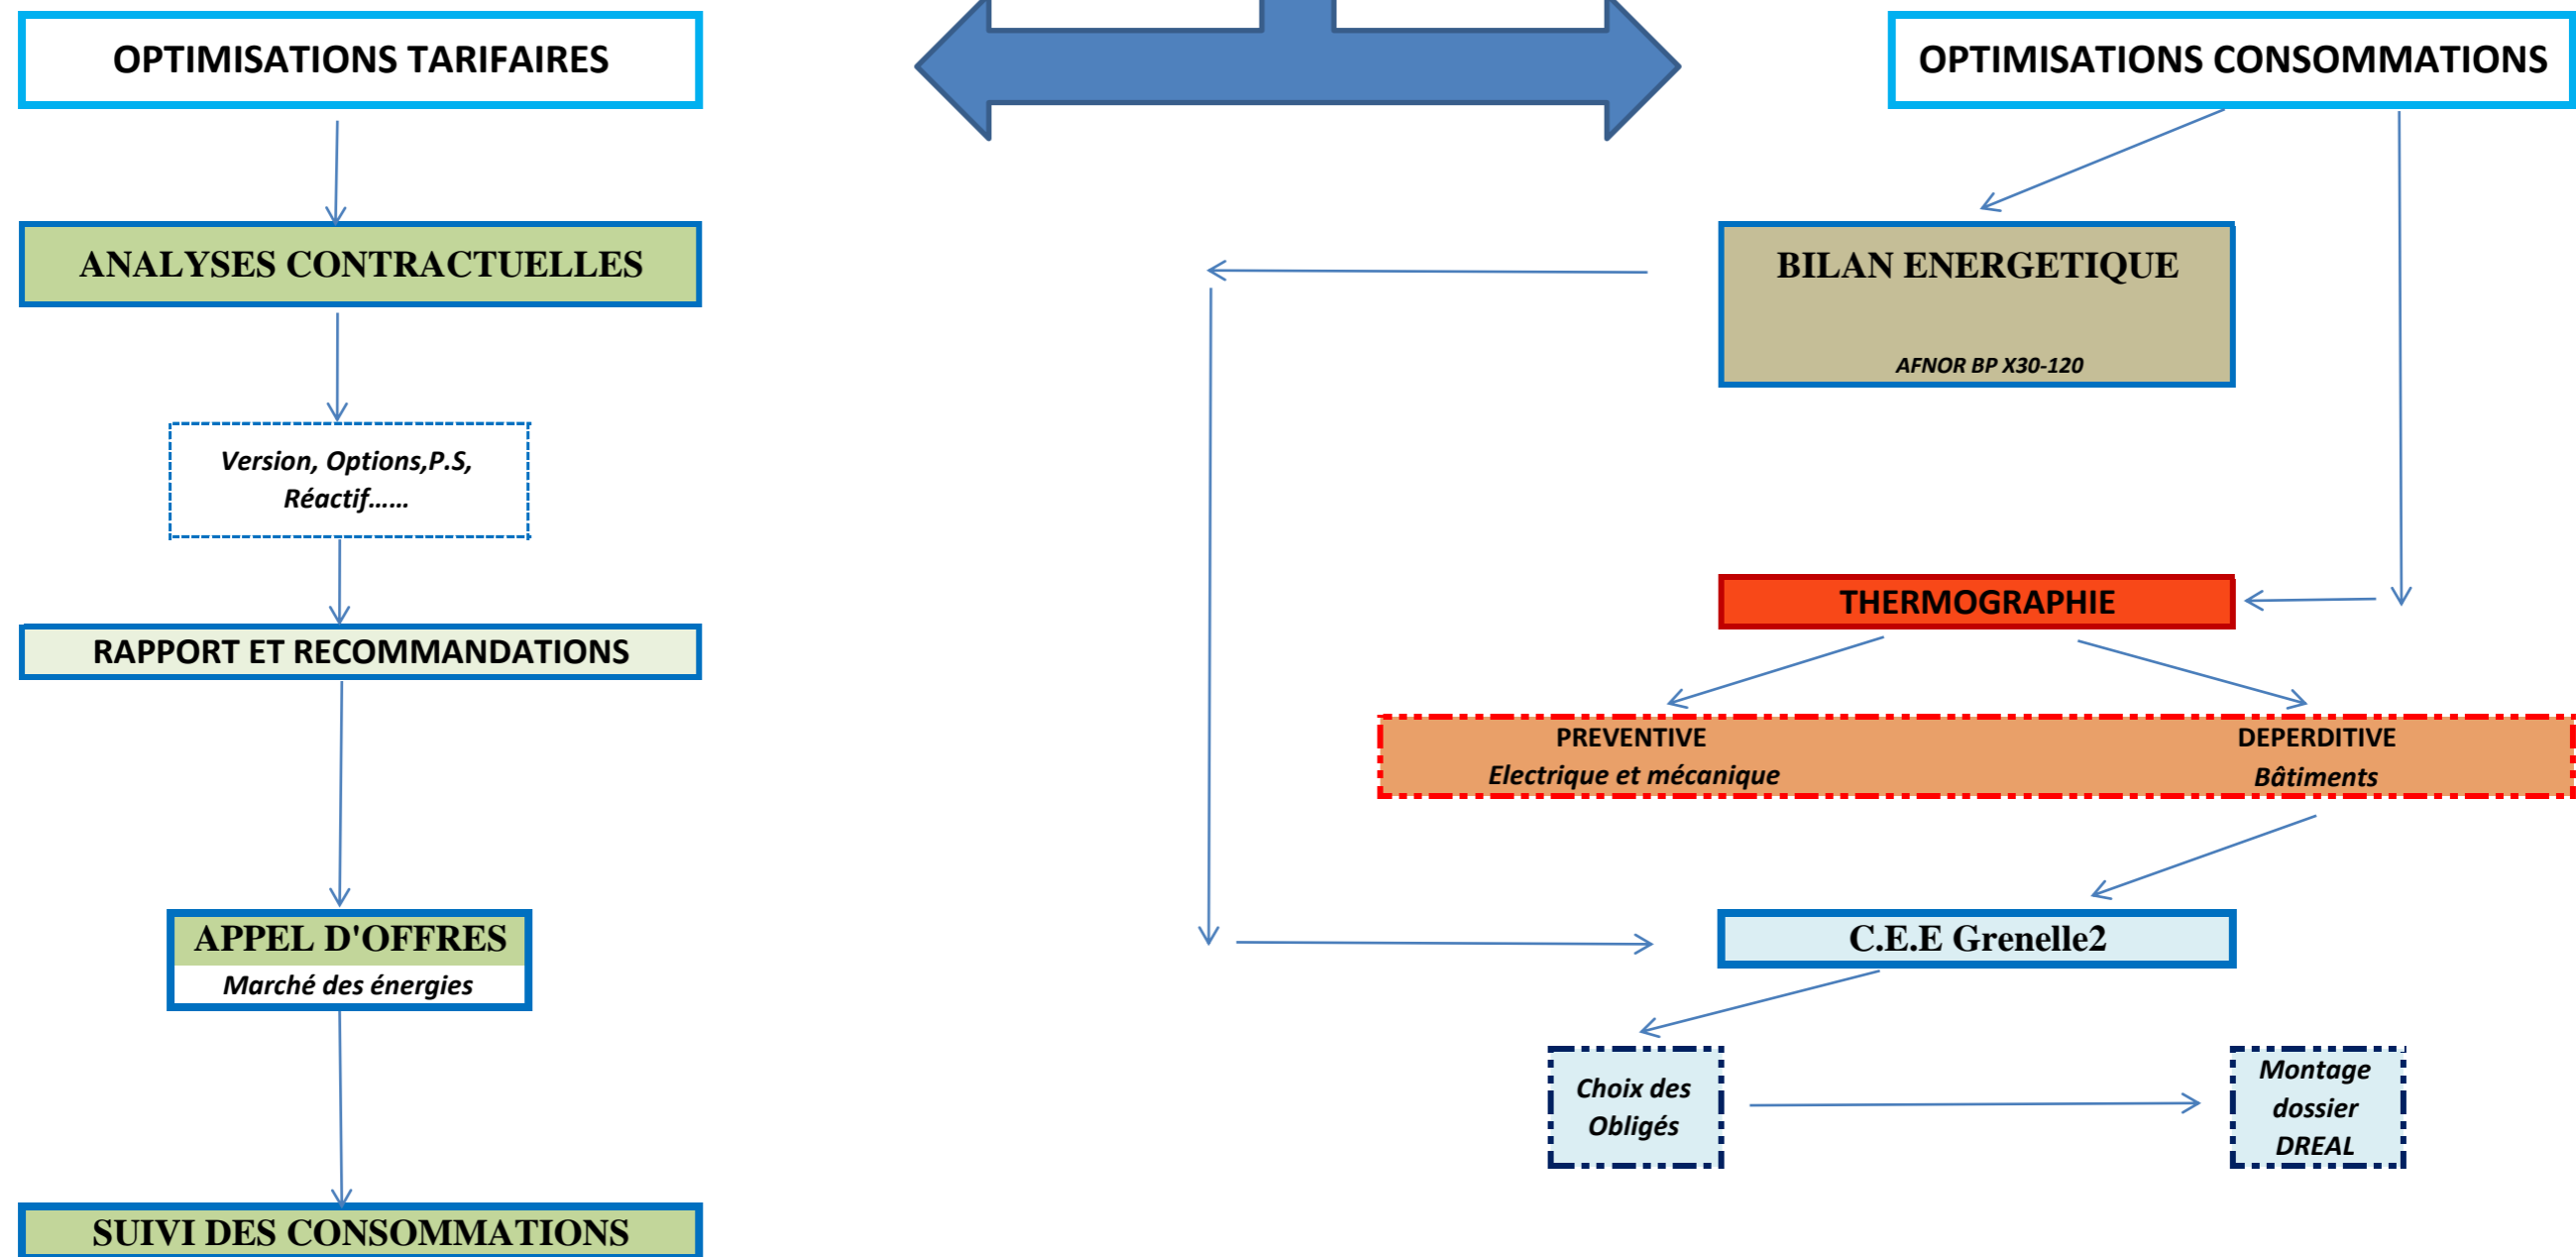 OPTIMISATIONS TARIFAIRES
OPTIMISATIONS CONSOMMATIONS
ANALYSES CONTRACTUELLES
BILAN ENERGETIQUE
AFNOR BP X30-120
Version, Options,P.S,
Réactif......
THERMOGRAPHIE
RAPPORT ET RECOMMANDATIONS
PREVENTIVE
Electrique et mécanique
DEPERDITIVE
Bâtiments
APPEL D'OFFRES
Marché des énergies
C.E.E Grenelle2
Choix des
Obligés
Montage
dossier
DREAL
SUIVI DES CONSOMMATIONS